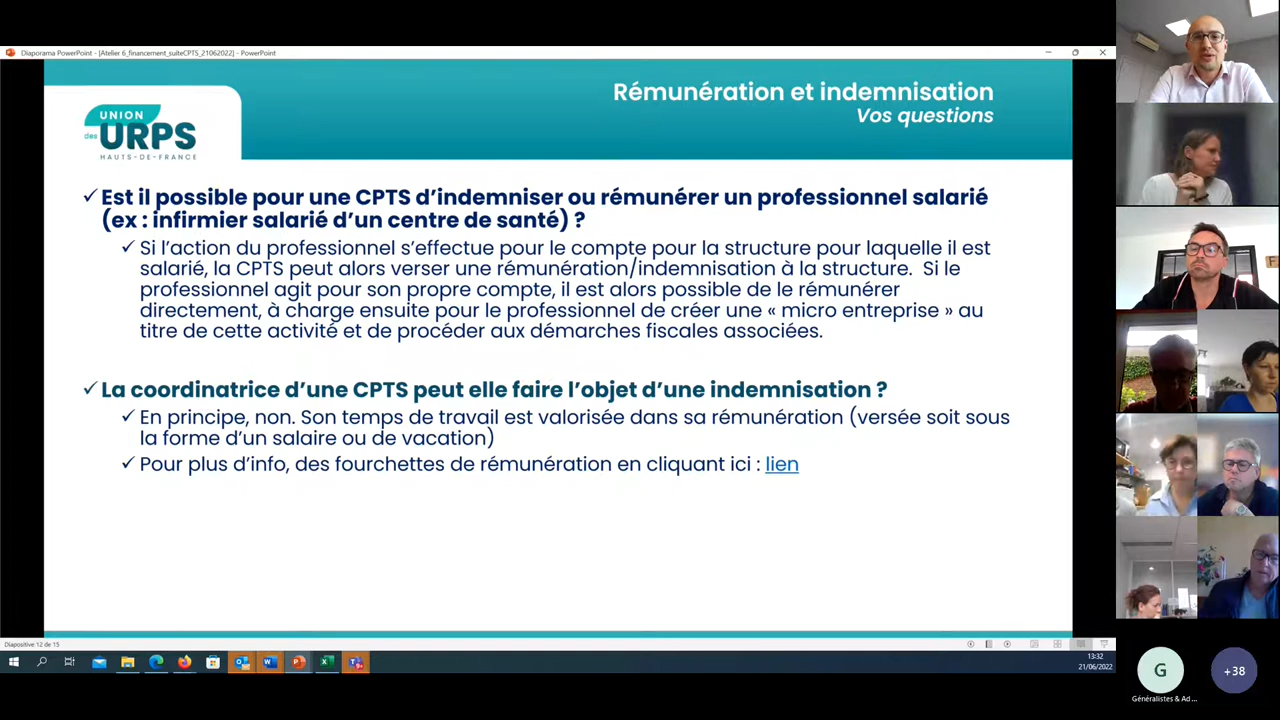 Diaporama PowerPoint - [Atelier 6_financement_suiteCPTS_21062022] - PowerPoint
Rémunération et indemnisation
Vos questions
UNION
des URPS
HAUTS-DE-FRANCE
✓ Est il possible pour une CPTS d’indemniser ou rémunérer un professionnel salarié
(ex : infirmier salarié d’un centre de santé) ?
✓ Si l’action du professionnel s’effectue pour le compte pour la structure pour laquelle il est
salarié, la CPTS peut alors verser une rémunération/indemnisation à la structure. Si le
professionnel agit pour son propre compte, il est alors possible de le rémunérer
directement, à charge ensuite pour le professionnel de créer une « micro entreprise » au
titre de cette activité et de procéder aux démarches fiscales associées.
✓ La coordinatrice d’une CPTS peut elle faire l’objet d’une indemnisation ?
✓ En principe, non. Son temps de travail est valorisée dans sa rémunération (versée soit sous
la forme d’un salaire ou de vacation)
✓ Pour plus d’info, des fourchettes de rémunération en cliquant ici : lien
Diapositive 12 de 15
13:32
21/06/2022
G
+38
Généralistes & Ad ...